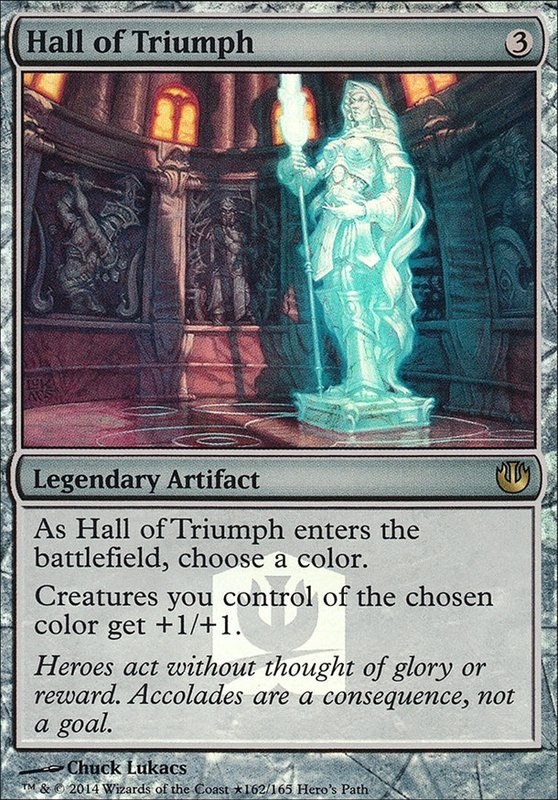 Hall of Triumph 3
Legendary Artifact
As Hall of Triumph enters the
battlefield, choose a color.
Creatures you control of the chosen
color get +1/+1.
Heroes act without thought of glory or
reward. Accolades are a consequence, not
a goal.
Chuck Lukacs
™ & © 2014 Wizards of the Coast ★162/165 Hero's Path